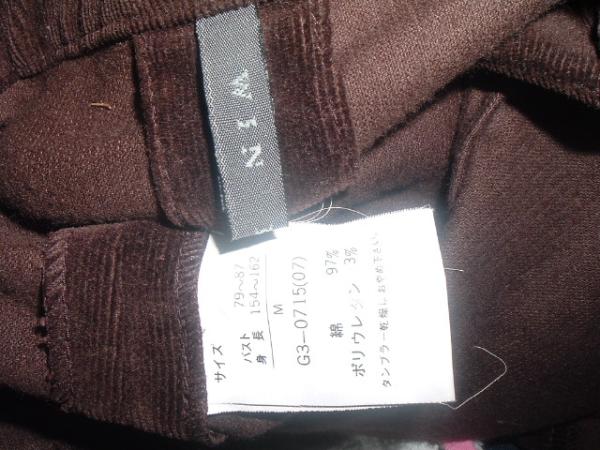 NIW
サイズ
バスト 79～87
身長 154～162
M
G3-0715(07)
綿 97%
ポリウレタン 3%
タンブラー乾燥はおやめ下さい。